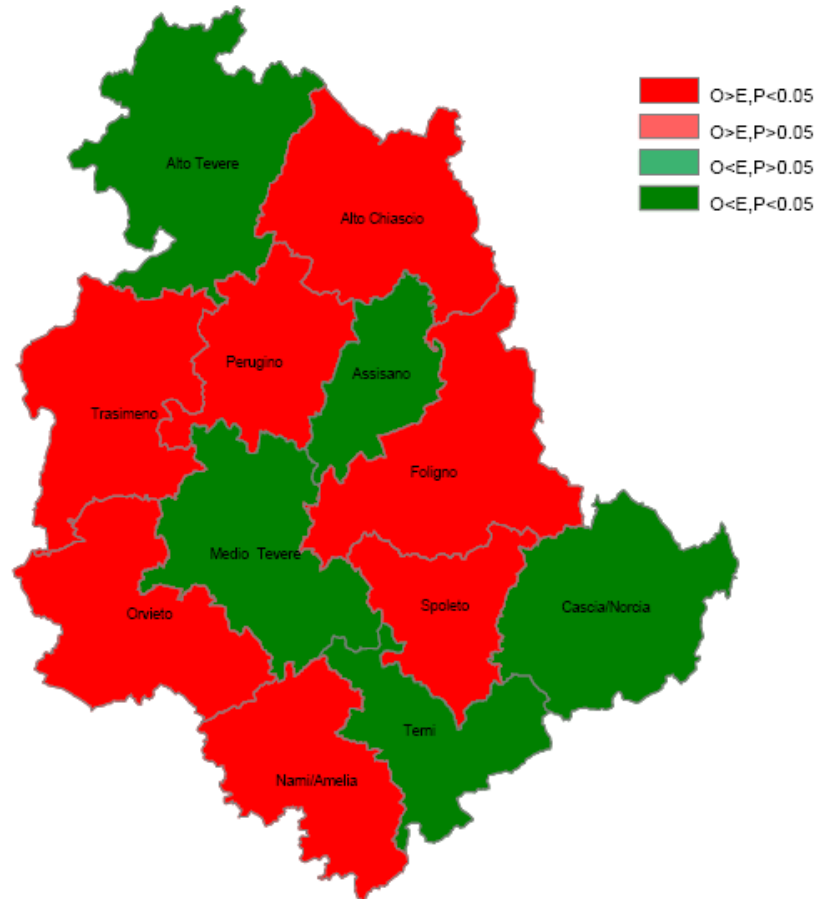 O>E,P<0.05
O>E,P>0.05
O<E,P>0.05
O<E,P<0.05
Alto Tevere
Alto Chiascio
Perugino
Assisano
Trasimeno
Foligno
Medio Tevere
Orvieto
Spoleto
Cascia/Norcia
Terni
Narni/Amelia